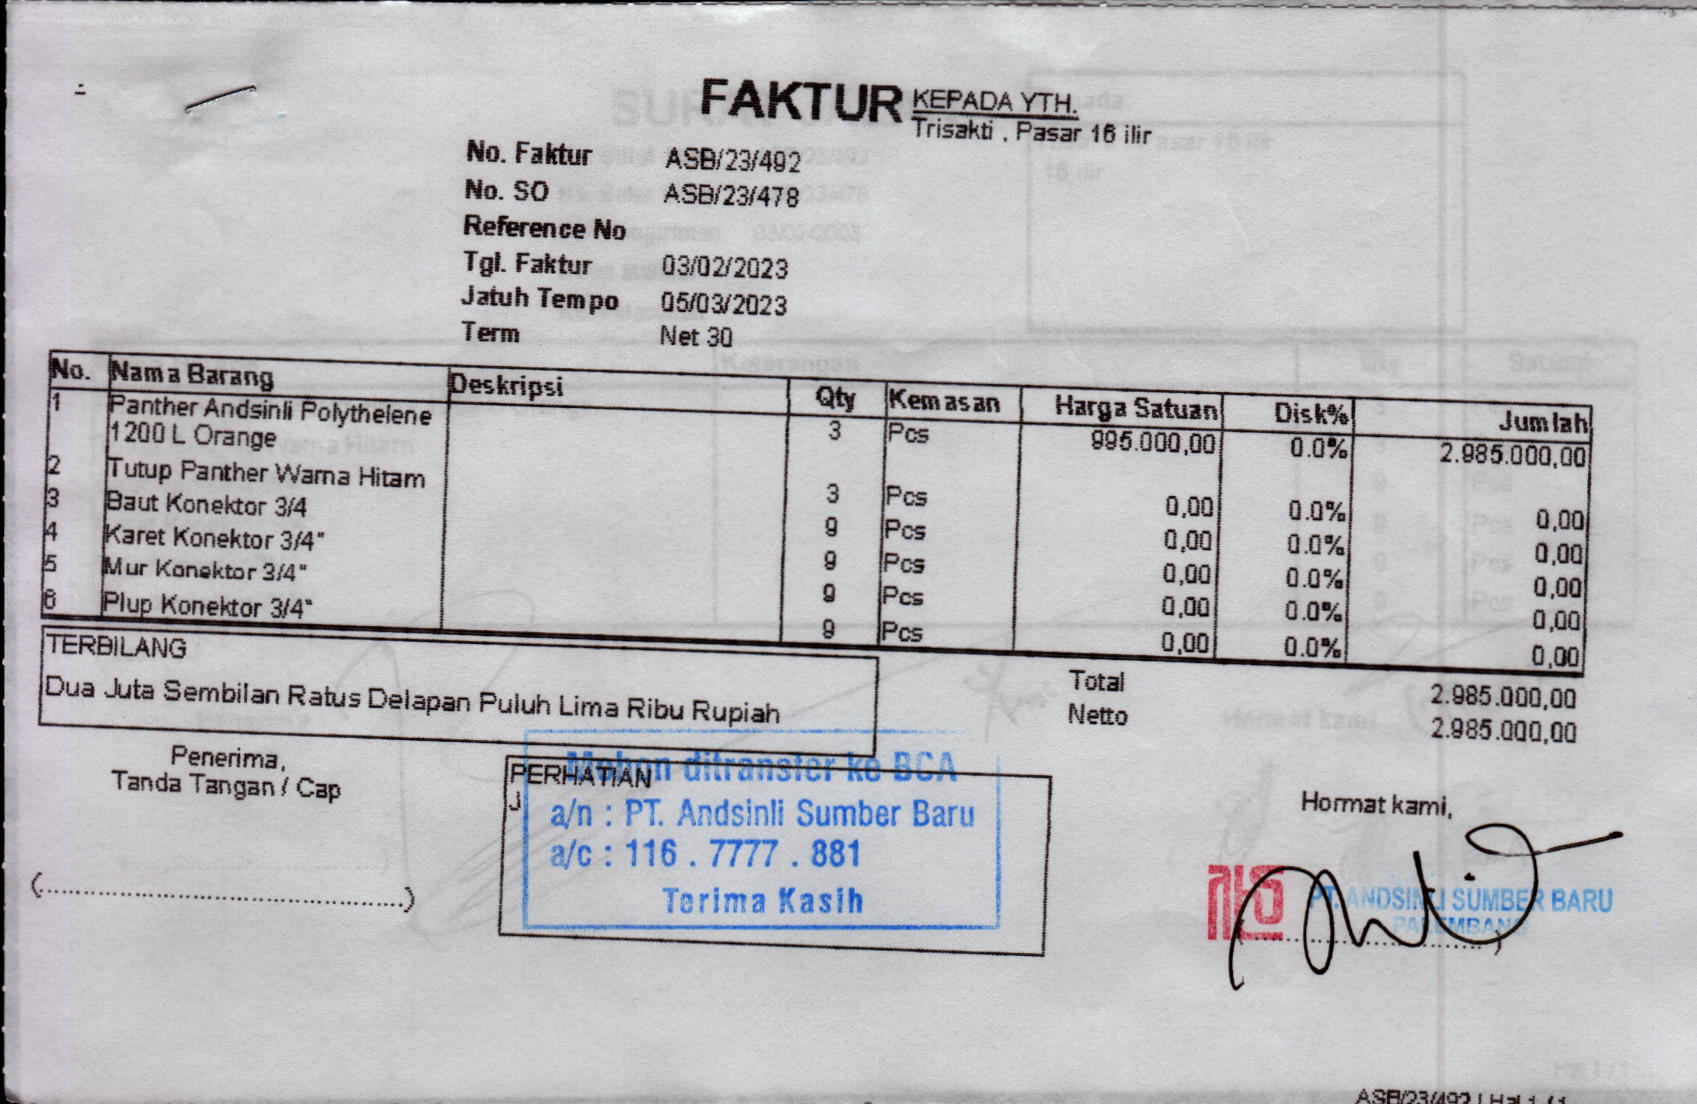 FAKTUR
KEPADA YTH.
Trisakti , Pasar 16 ilir
No. Faktur ASB/23/492
No. SO ASB/23/478
Reference No
Tgl. Faktur 03/02/2023
Jatuh Tempo 05/03/2023
Term Net 30
No. Nama Barang Deskripsi Qty Kemasan Harga Satuan Disk% Jumlah
1 Panther Andsinli Polythelene
1200 L Orange 3 Pcs 995.000,00 0.0% 2.985.000,00
2 Tutup Panther Warna Hitam 3 Pcs 0,00 0.0% 0,00
3 Baut Konektor 3/4 9 Pcs 0,00 0.0% 0,00
4 Karet Konektor 3/4" 9 Pcs 0,00 0.0% 0,00
5 Mur Konektor 3/4" 9 Pcs 0,00 0.0% 0,00
6 Plup Konektor 3/4" 9 Pcs 0,00 0.0% 0,00
TERBILANG
Dua Juta Sembilan Ratus Delapan Puluh Lima Ribu Rupiah
Total 2.985.000,00
Netto 2.985.000,00
Penerima,
Tanda Tangan / Cap
(..........................................)
PERHATIAN
J
Mohon ditransfer ke BCA
a/n : PT. Andsinli Sumber Baru
a/c : 116 . 7777 . 881
Terima Kasih
Hormat kami,
PT. ANDSINLI SUMBER BARU
PALEMBANG
ASB/23/492 | Hal 1 / 1